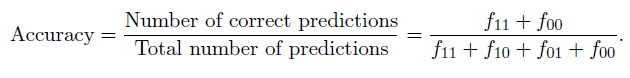 Accuracy = Number of correct predictions / Total number of predictions = f11 + f00 / f11 + f10 + f01 + f00.